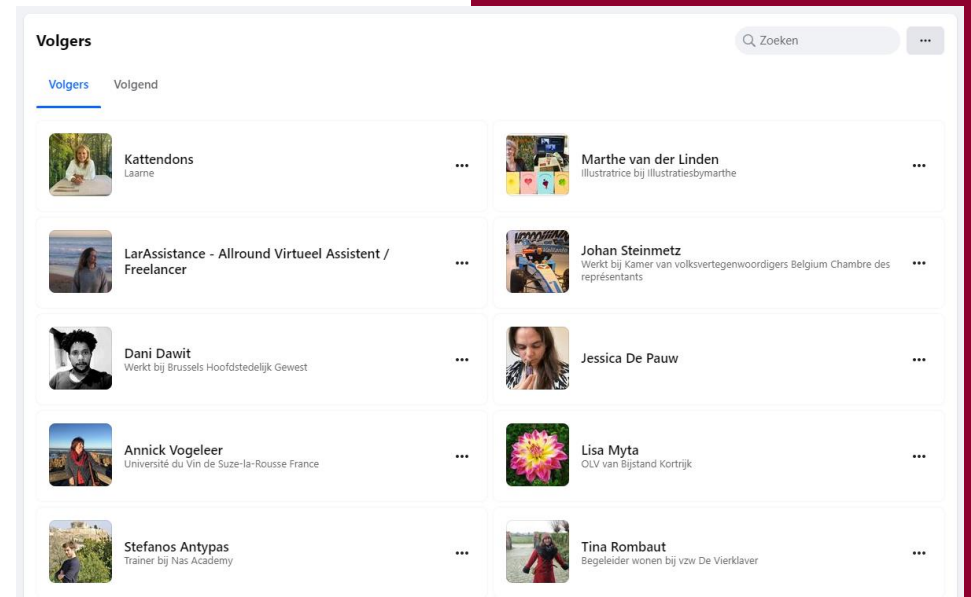 Volgers
Zoeken
Volgers
Volgend
Kattendons
Laarne
Marthe van der Linden
Illustratrice bij Illustratiesbymarthe
LarAssistance - Allround Virtueel Assistent /
Freelancer
Johan Steinmetz
Werkt bij Kamer van volksvertegenwoordigers Belgium Chambre des
représentants
Dani Dawit
Werkt bij Brussels Hoofdstedelijk Gewest
Jessica De Pauw
Annick Vogeleer
Université du Vin de Suze-la-Rousse France
Lisa Myta
OLV van Bijstand Kortrijk
Stefanos Antypas
Trainer bij Nas Academy
Tina Rombaut
Begeleider wonen bij vzw De Vierklaver